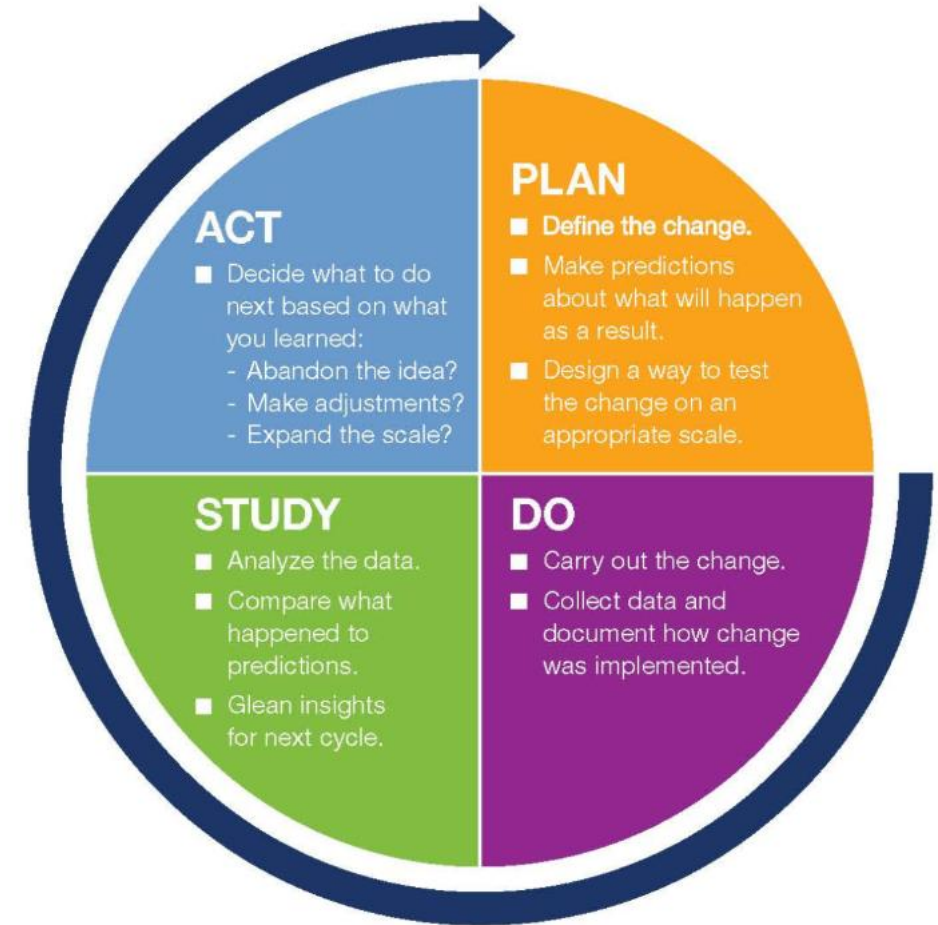 PLAN
■ Define the change.
■ Make predictions
about what will happen
as a result.
■ Design a way to test
the change on an
appropriate scale.
DO
■ Carry out the change.
■ Collect data and
document how change
was implemented.
STUDY
■ Analyze the data.
■ Compare what
happened to
predictions.
■ Glean insights
for next cycle.
ACT
■ Decide what to do
next based on what
you learned:
- Abandon the idea?
- Make adjustments?
- Expand the scale?